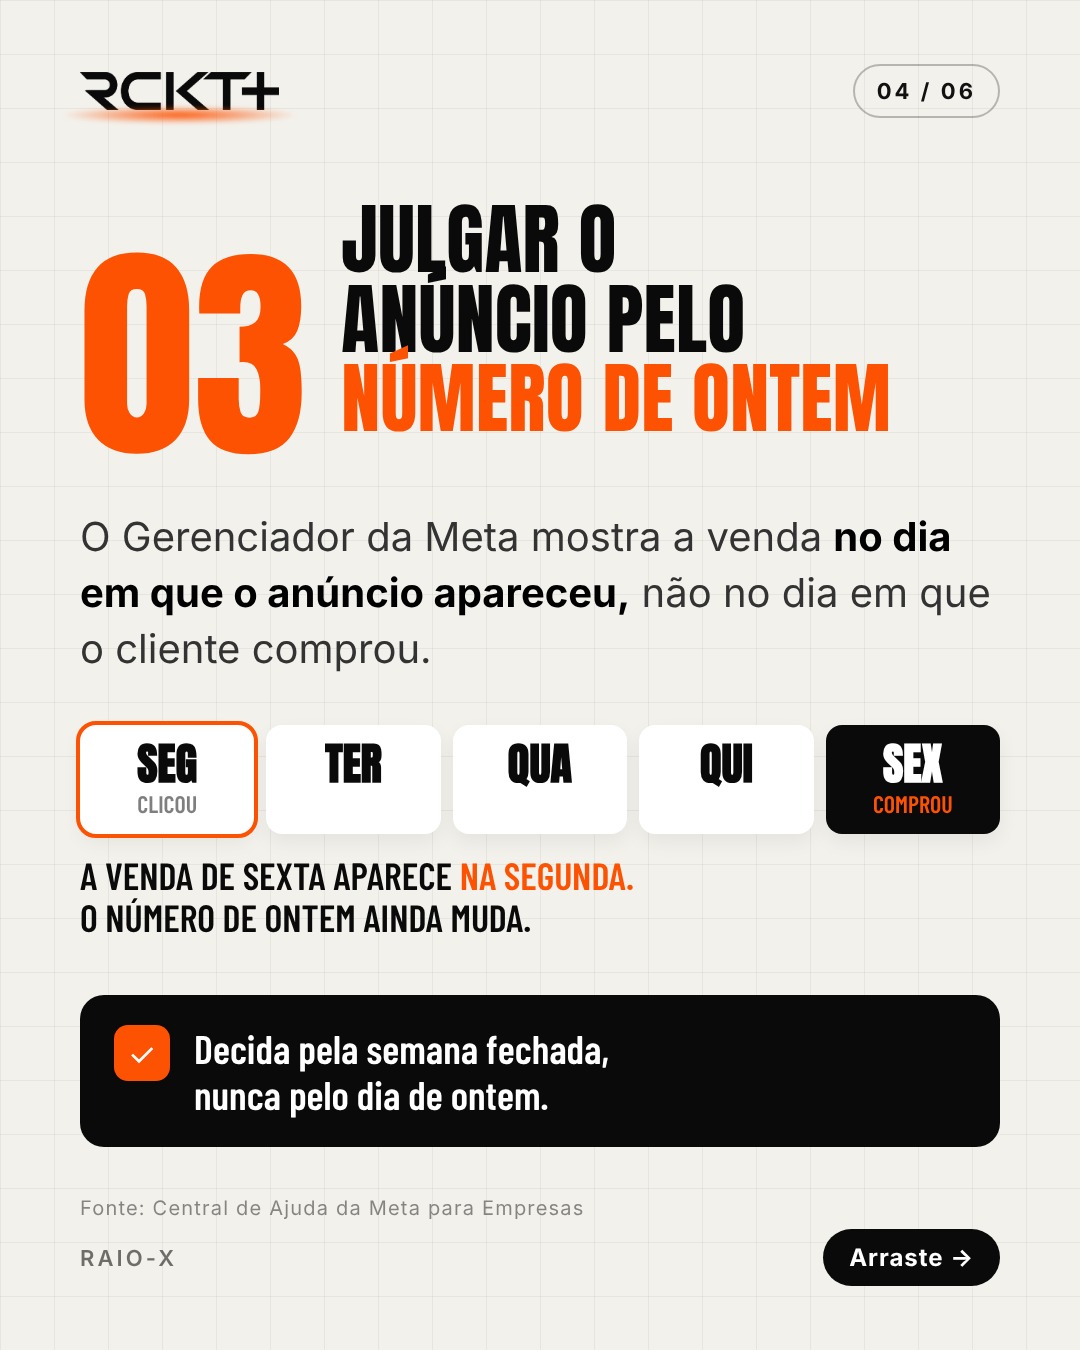 RCKT+
04 / 06
03
JULGAR O
ANÚNCIO PELO
NÚMERO DE ONTEM
O Gerenciador da Meta mostra a venda no dia
em que o anúncio apareceu, não no dia em que
o cliente comprou.
SEG
CLICOU
TER
QUA
QUI
SEX
COMPROU
A VENDA DE SEXTA APARECE NA SEGUNDA.
O NÚMERO DE ONTEM AINDA MUDA.
Decida pela semana fechada,
nunca pelo dia de ontem.
Fonte: Central de Ajuda da Meta para Empresas
RAIO-X
Arraste →